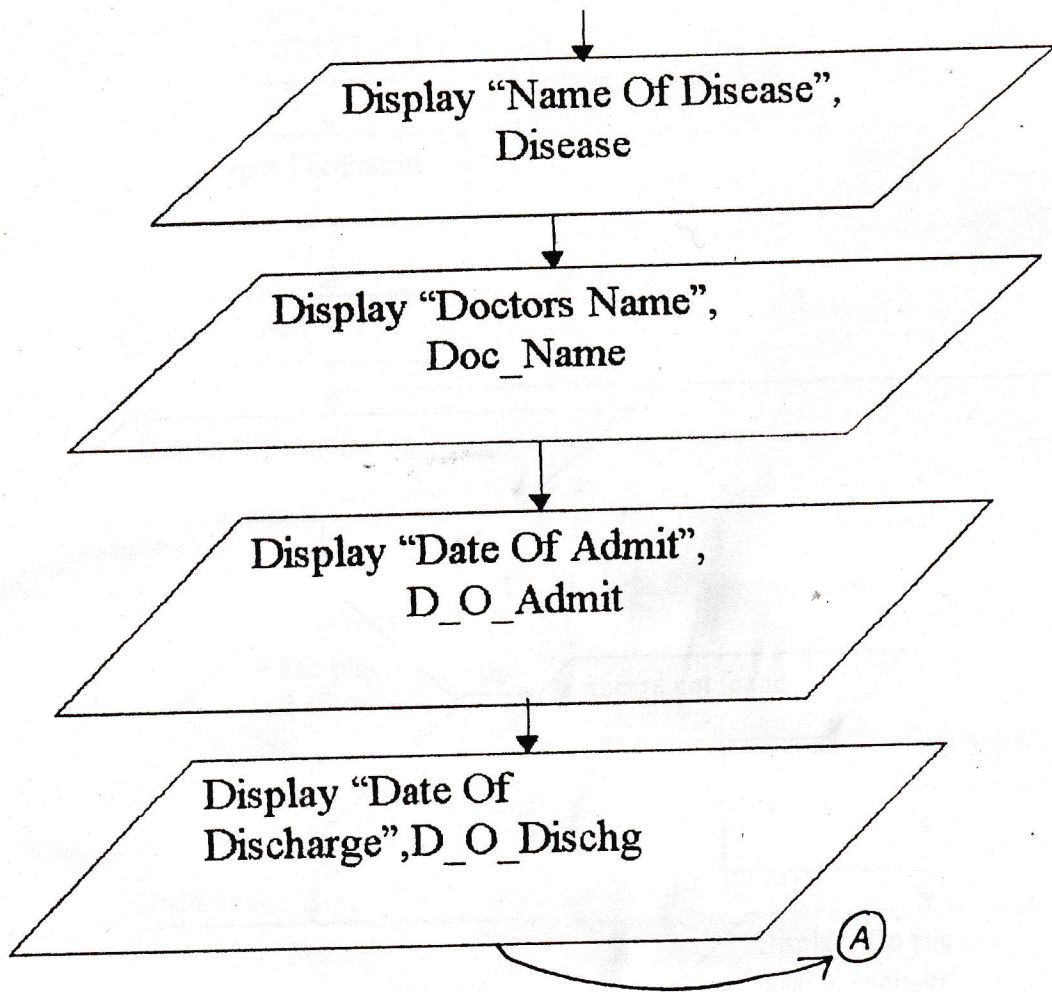 Display “Name Of Disease”,
Disease
Display “Doctors Name”,
Doc_Name
Display “Date Of Admit”,
D_O_Admit
Display “Date Of
Discharge”,D_O_Dischg
A